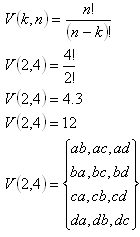 V(k,n) = n! / (n−k)!
V(2,4) = 4! / 2!
V(2,4) = 4.3
V(2,4) = 12
V(2,4) = { ab, ac, ad
ba, bc, bd
ca, cb, cd
da, db, dc }